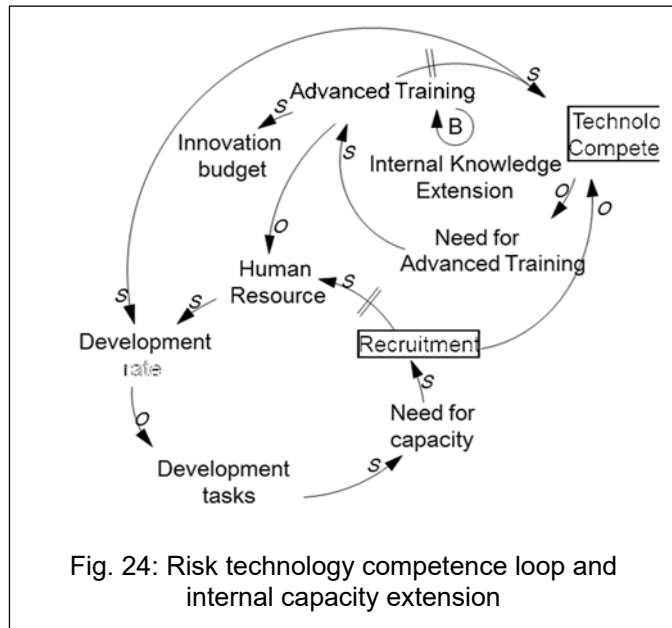 S
Advanced Training
S
Innovation
budget
B
Technolo
Compete
S
Internal Knowledge
Extension
O
O
Need for
Advanced Training
O
Human
Resource
S
S
S
Development
rate
Recruitment
S
O
Need for
capacity
Development
tasks
S
Fig. 24: Risk technology competence loop and
internal capacity extension